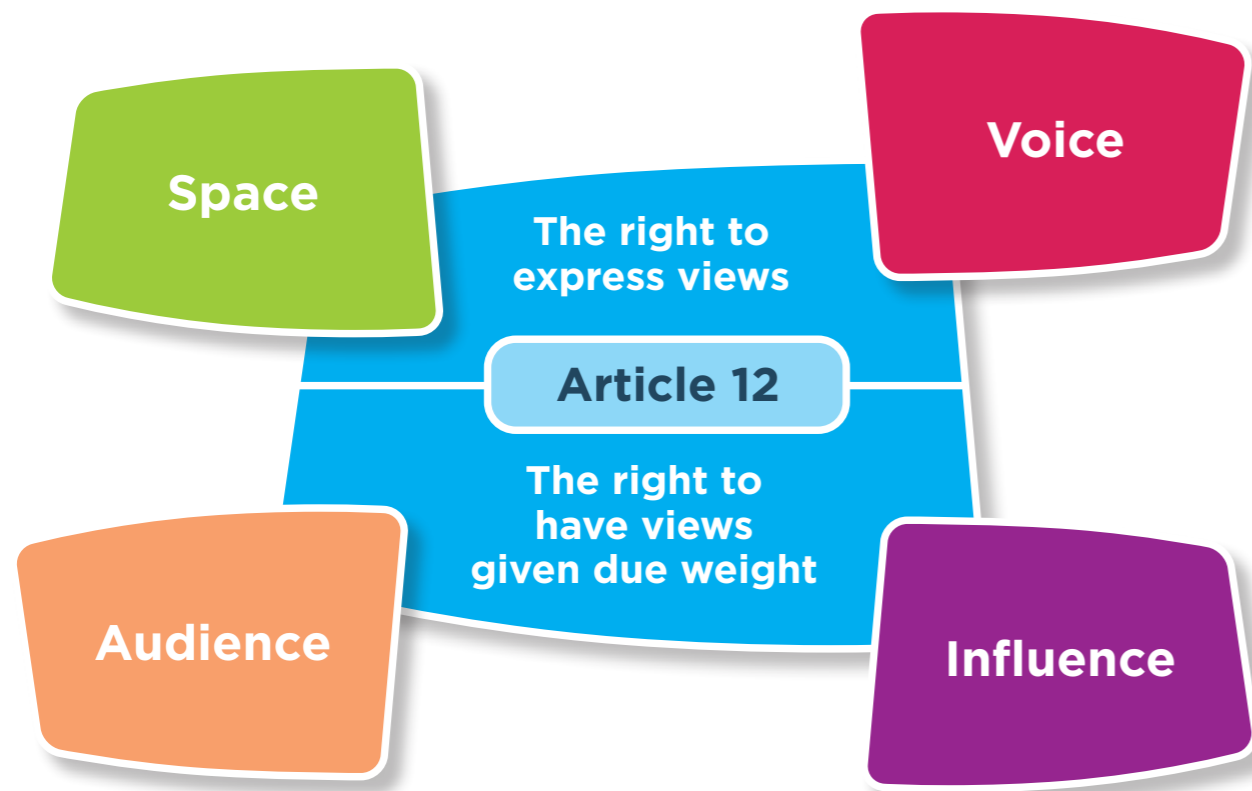 Space
Voice
The right to
express views
Article 12
The right to
have views
given due weight
Audience
Influence